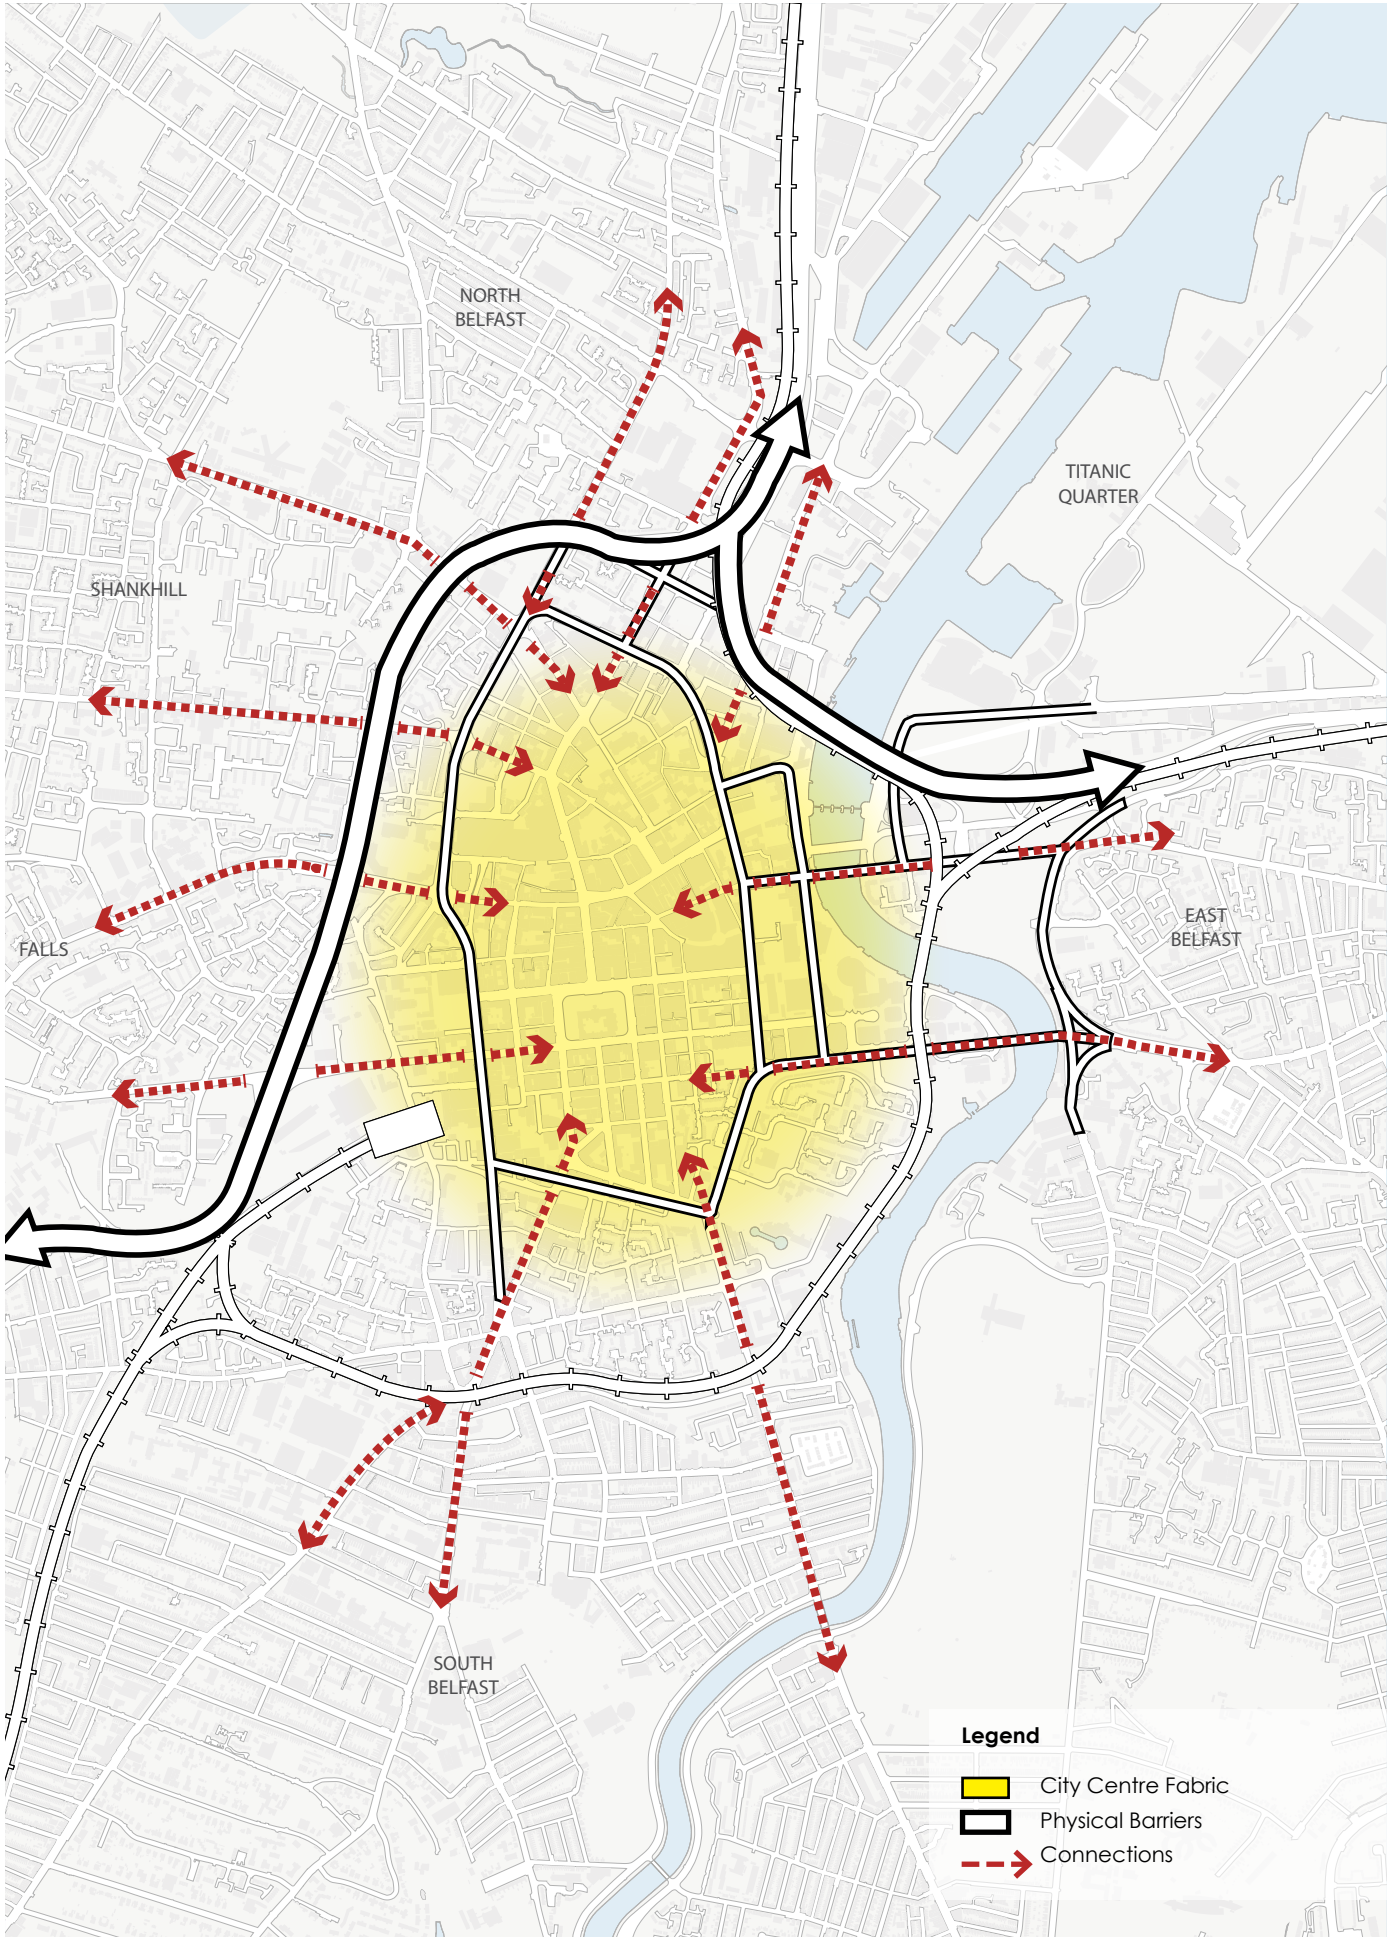 NORTH
BELFAST
TITANIC
QUARTER
SHANKHILL
EAST
BELFAST
FALLS
SOUTH
BELFAST
Legend
City Centre Fabric
Physical Barriers
Connections